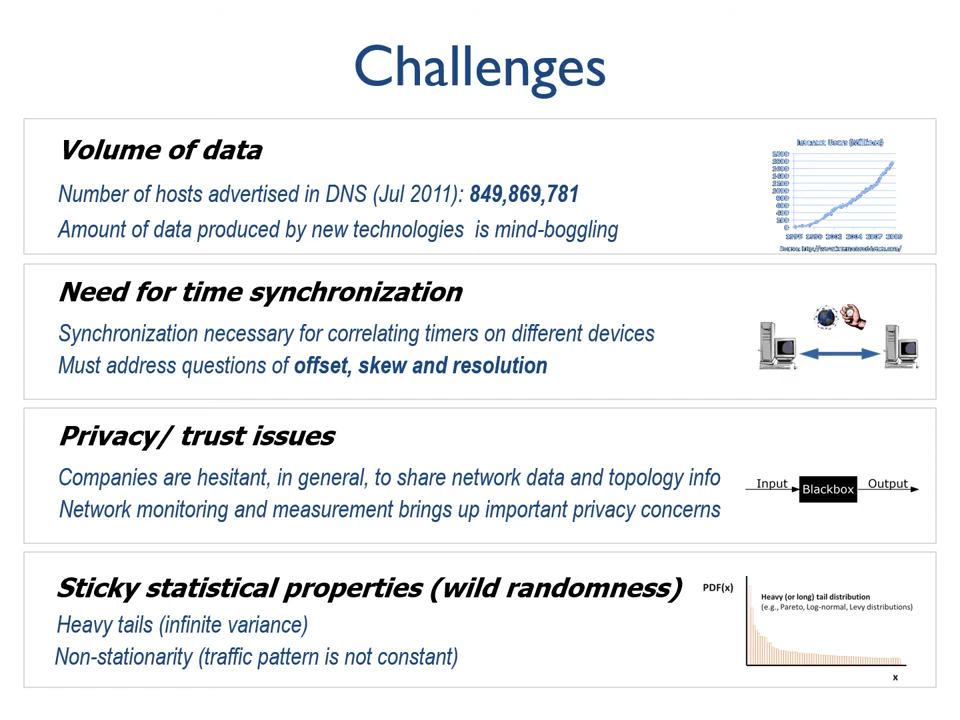 Challenges
Volume of data
Number of hosts advertised in DNS (Jul 2011): 849,869,781
Amount of data produced by new technologies is mind-boggling
Internet Users (Millions)
Need for time synchronization
Synchronization necessary for correlating timers on different devices
Must address questions of offset, skew and resolution
Privacy/ trust issues
Companies are hesitant, in general, to share network data and topology info
Network monitoring and measurement brings up important privacy concerns
Input
Blackbox
Output
Sticky statistical properties (wild randomness)
Heavy tails (infinite variance)
Non-stationarity (traffic pattern is not constant)
PDF(x)
Heavy (or long) tail distribution
(e.g., Pareto, Log-normal, Levy distributions)
x